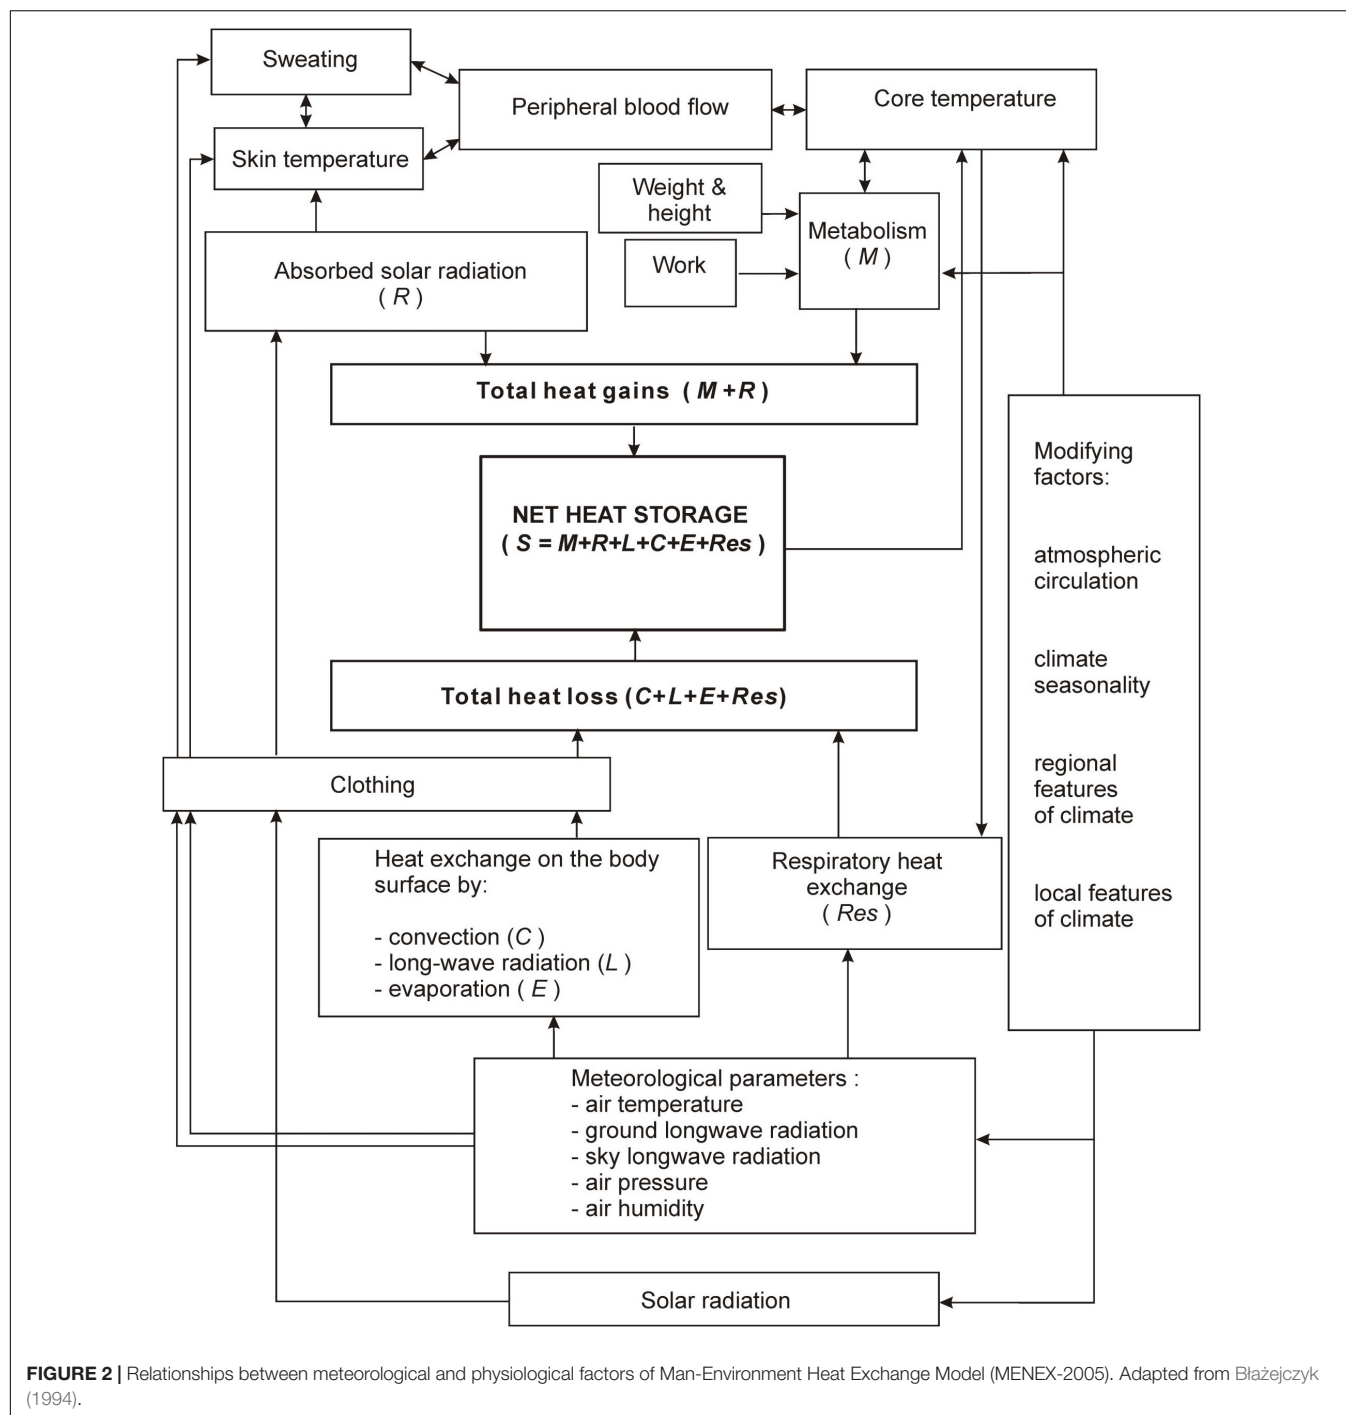 Sweating
Peripheral blood flow
Core temperature
Skin temperature
Weight &
height
Metabolism
( M )
Work
Absorbed solar radiation
( R )
Total heat gains ( M +R )
NET HEAT STORAGE
( S = M+R+L+C+E+Res )
Total heat loss (C+L+E+Res)
Modifying
factors:
atmospheric
circulation
climate
seasonality
regional
features
of climate
local features
of climate
Clothing
Heat exchange on the body
surface by:
- convection (C )
- long-wave radiation (L )
- evaporation ( E )
Respiratory heat
exchange
( Res )
Meteorological parameters :
- air temperature
- ground longwave radiation
- sky longwave radiation
- air pressure
- air humidity
Solar radiation
FIGURE 2 | Relationships between meteorological and physiological factors of Man-Environment Heat Exchange Model (MENEX-2005). Adapted from Błażejczyk
(1994).